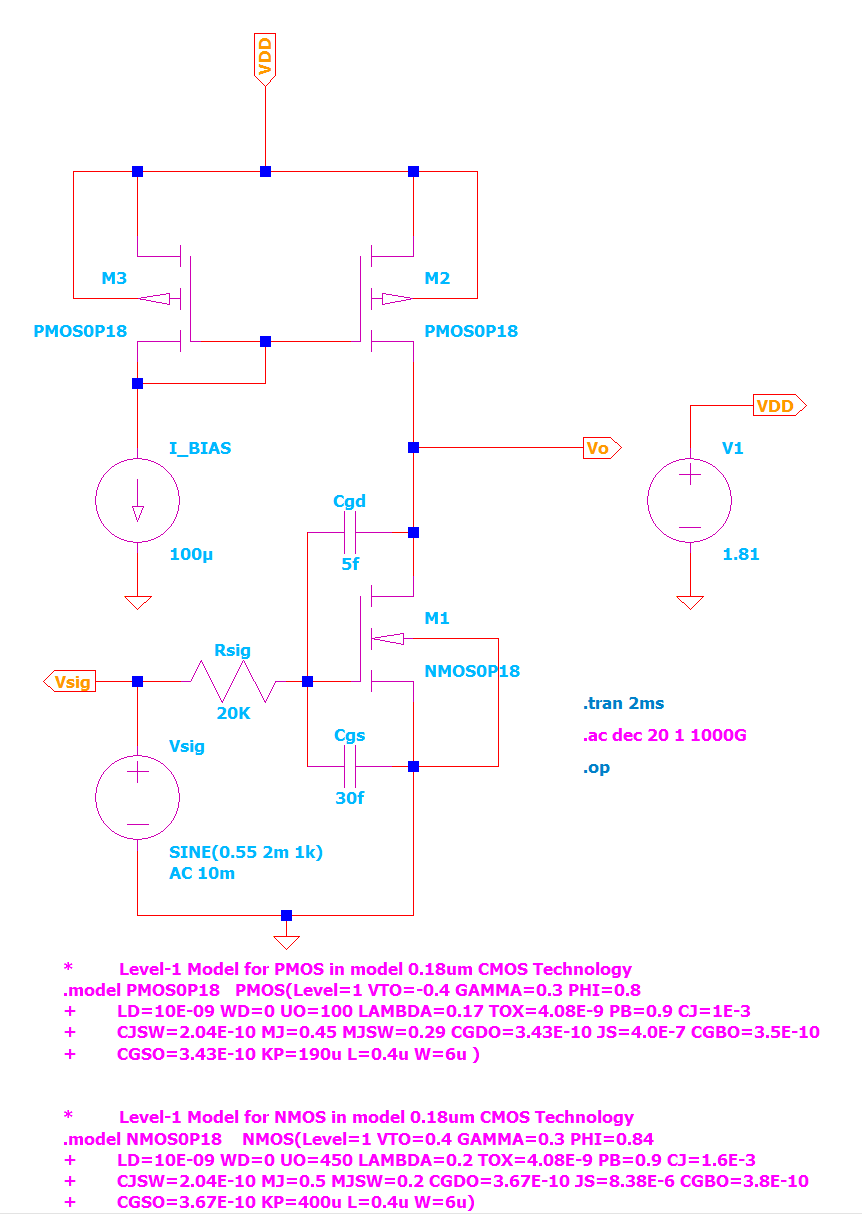 VDD
M3
M2
PMOS0P18
PMOS0P18
VDD
I_BIAS
Vo
V1
Cgd
100µ
5f
1.81
M1
Rsig
NMOS0P18
Vsig
20K
.tran 2ms
Cgs
.ac dec 20 1 1000G
Vsig
.op
30f
SINE(0.55 2m 1k)
AC 10m
* Level-1 Model for PMOS in model 0.18um CMOS Technology
.model PMOS0P18 PMOS(Level=1 VTO=-0.4 GAMMA=0.3 PHI=0.8
+ LD=10E-09 WD=0 UO=100 LAMBDA=0.17 TOX=4.08E-9 PB=0.9 CJ=1E-3
+ CJSW=2.04E-10 MJ=0.45 MJSW=0.29 CGDO=3.43E-10 JS=4.0E-7 CGBO=3.5E-10
+ CGSO=3.43E-10 KP=190u L=0.4u W=6u )
* Level-1 Model for NMOS in model 0.18um CMOS Technology
.model NMOS0P18 NMOS(Level=1 VTO=0.4 GAMMA=0.3 PHI=0.84
+ LD=10E-09 WD=0 UO=450 LAMBDA=0.2 TOX=4.08E-9 PB=0.9 CJ=1.6E-3
+ CJSW=2.04E-10 MJ=0.5 MJSW=0.2 CGDO=3.67E-10 JS=8.38E-6 CGBO=3.8E-10
+ CGSO=3.67E-10 KP=400u L=0.4u W=6u)